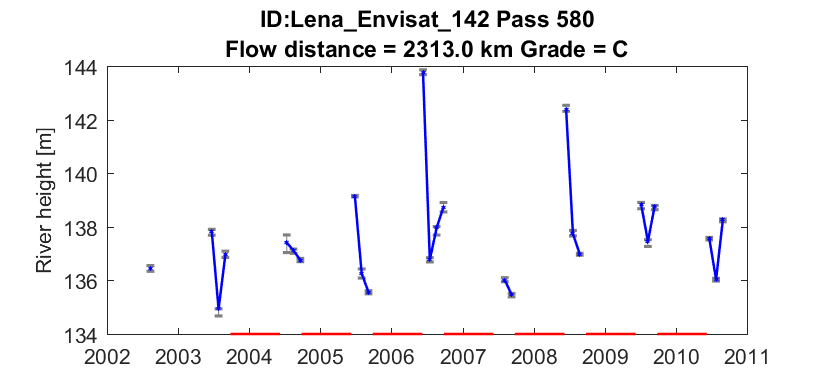 ID:Lena_Envisat_142 Pass 580
Flow distance = 2313.0 km Grade = C
River height [m]
144
142
140
138
136
134
2002 2003 2004 2005 2006 2007 2008 2009 2010 2011